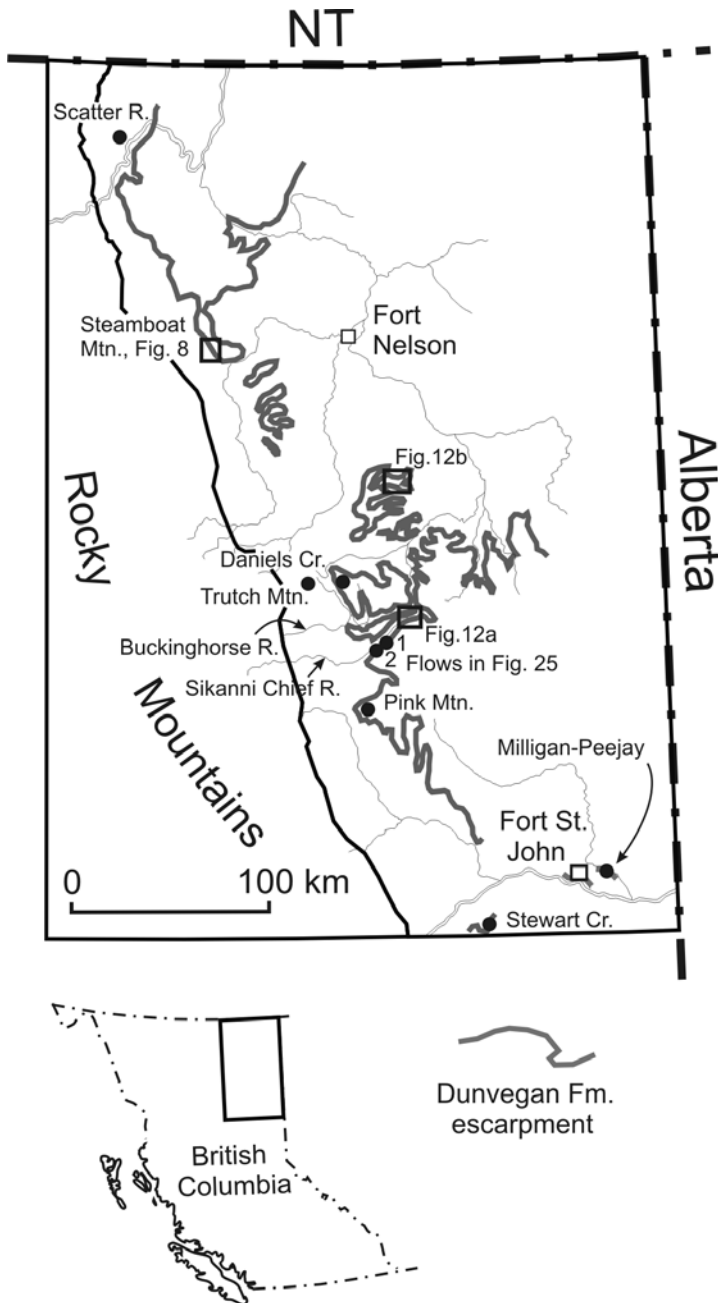 NT
Scatter R.
Steamboat
Mtn., Fig. 8
Fort
Nelson
Alberta
Rocky
Mountains
Fig.12b
Daniels Cr.
Trutch Mtn.
Buckinghorse R.
Sikanni Chief R.
Fig.12a
1
2
Flows in Fig. 25
Pink Mtn.
Milligan-Peejay
Fort St.
John
0
100 km
Stewart Cr.
British
Columbia
Dunvegan Fm.
escarpment